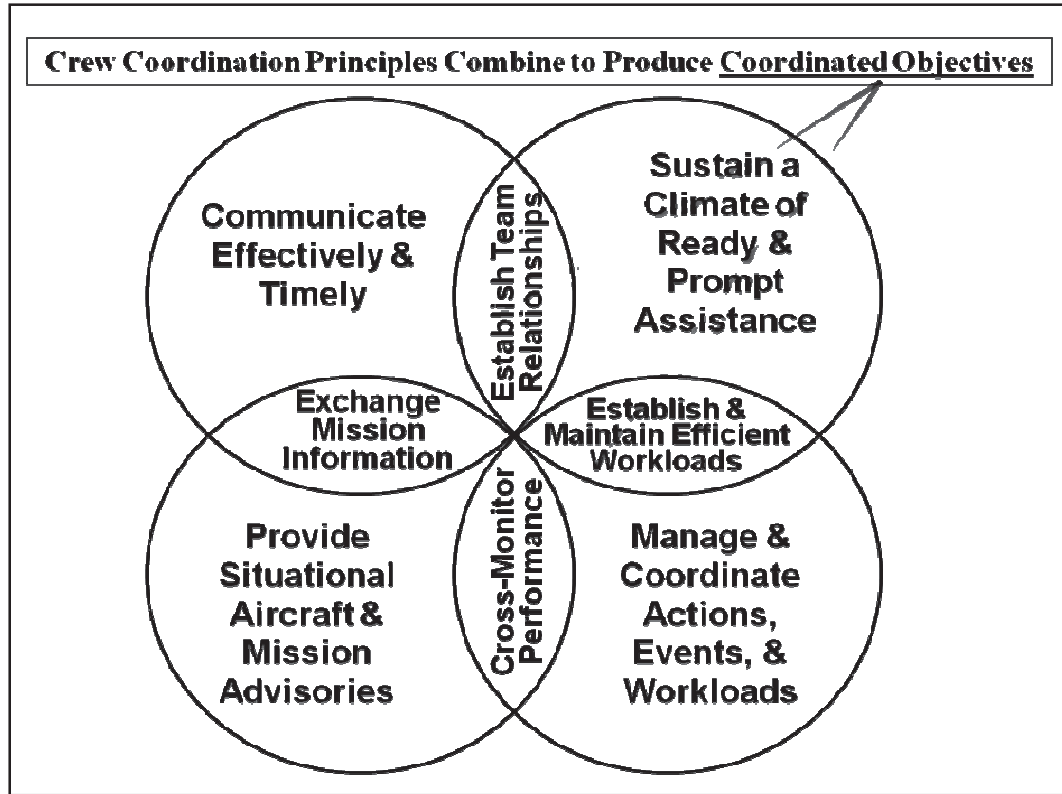 Crew Coordination Principles Combine to Produce Coordinated Objectives
Communicate
Effectively &
Timely
Establish Team
Relationships
Sustain a
Climate of
Ready &
Prompt
Assistance
Exchange
Mission
Information
Establish &
Maintain Efficient
Workloads
Provide
Situational
Aircraft &
Mission
Advisories
Cross-Monitor
Performance
Manage &
Coordinate
Actions,
Events, &
Workloads